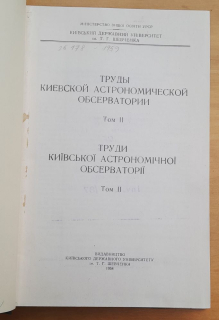 КИЇВСЬКИЙ ДЕРЖАВНИЙ УНІВЕРСИТЕТ
ім. Т. Г. ШЕВЧЕНКА
ТРУДЫ
КИЕВСКОЙ АСТРОНОМИЧЕСКОЙ
ОБСЕРВАТОРИИ
Том II
ТРУДИ
КИЇВСЬКОЇ АСТРОНОМІЧНОЇ
ОБСЕРВАТОРІЇ
Том II
ВИДАВНИЦТВО
КИЇВСЬКОГО ДЕРЖАВНОГО УНІВЕРСИТЕТУ
ім. Т. Г. ШЕВЧЕНКА